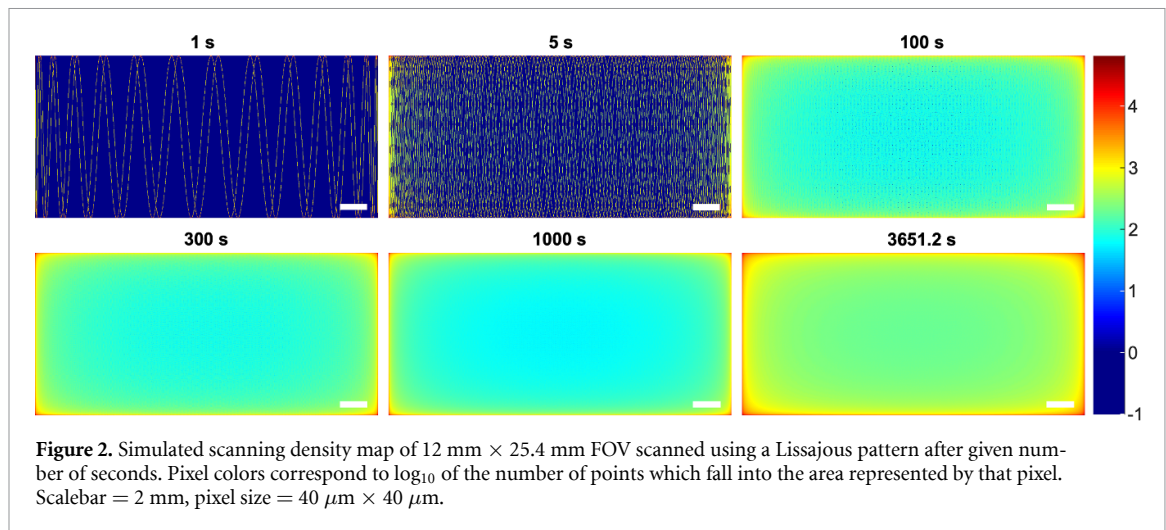 1 s
5 s
100 s
300 s
1000 s
3651.2 s
4
3
2
1
0
-1
Figure 2. Simulated scanning density map of 12 mm × 25.4 mm FOV scanned using a Lissajous pattern after given num-
ber of seconds. Pixel colors correspond to log₁₀ of the number of points which fall into the area represented by that pixel.
Scalebar = 2 mm, pixel size = 40 μm × 40 μm.